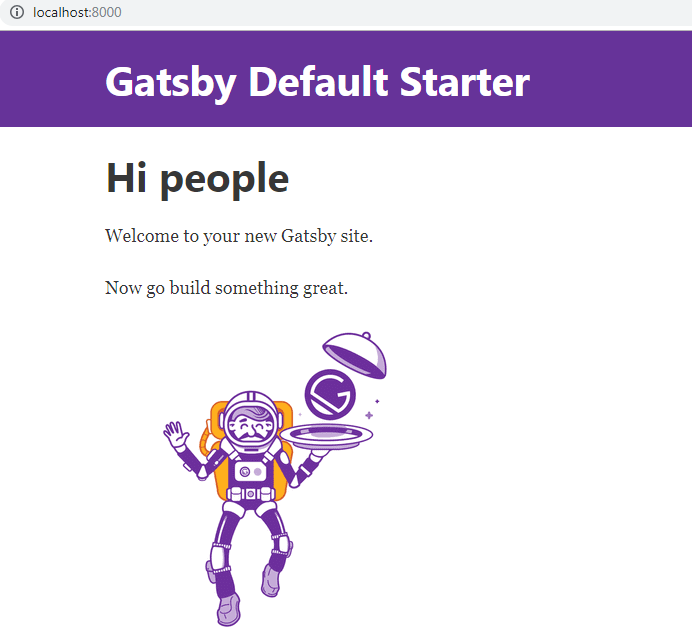 localhost:8000
Gatsby Default Starter
Hi people
Welcome to your new Gatsby site.
Now go build something great.